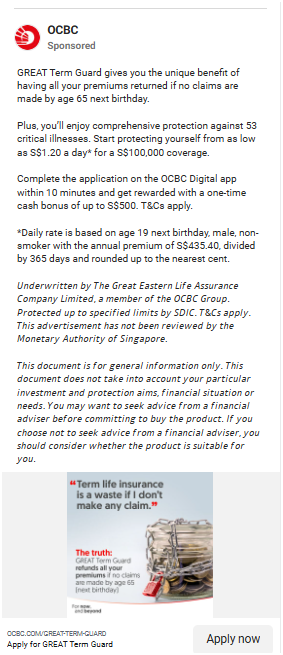 OCBC
Sponsored
GREAT Term Guard gives you the unique benefit of
having all your premiums returned if no claims are
made by age 65 next birthday.
Plus, you'll enjoy comprehensive protection against 53
critical illnesses. Start protecting yourself from as low
as S$1.20 a day* for a S$100,000 coverage.
Complete the application on the OCBC Digital app
within 10 minutes and get rewarded with a one-time
cash bonus of up to S$500. T&Cs apply.
*Daily rate is based on age 19 next birthday, male, non-
smoker with the annual premium of S$435.40, divided
by 365 days and rounded up to the nearest cent.
Underwritten by The Great Eastern Life Assurance
Company Limited, a member of the OCBC Group.
Protected up to specified limits by SDIC. T&Cs apply.
This advertisement has not been reviewed by the
Monetary Authority of Singapore.
This document is for general information only. This
document does not take into account your particular
investment and protection aims, financial situation or
needs. You may want to seek advice from a financial
adviser before committing to buy the product. If you
choose not to seek advice from a financial adviser, you
should consider whether the product is suitable for
you.
"Term life insurance
is a waste if I don't
make any claim."
The truth:
GREAT Term Guard
refunds all your
premiums if no claims
are made by age 65
(next birthday)
For now,
and beyond
OCBC.COM/GREAT-TERM-GUARD
Apply for GREAT Term Guard
Apply now